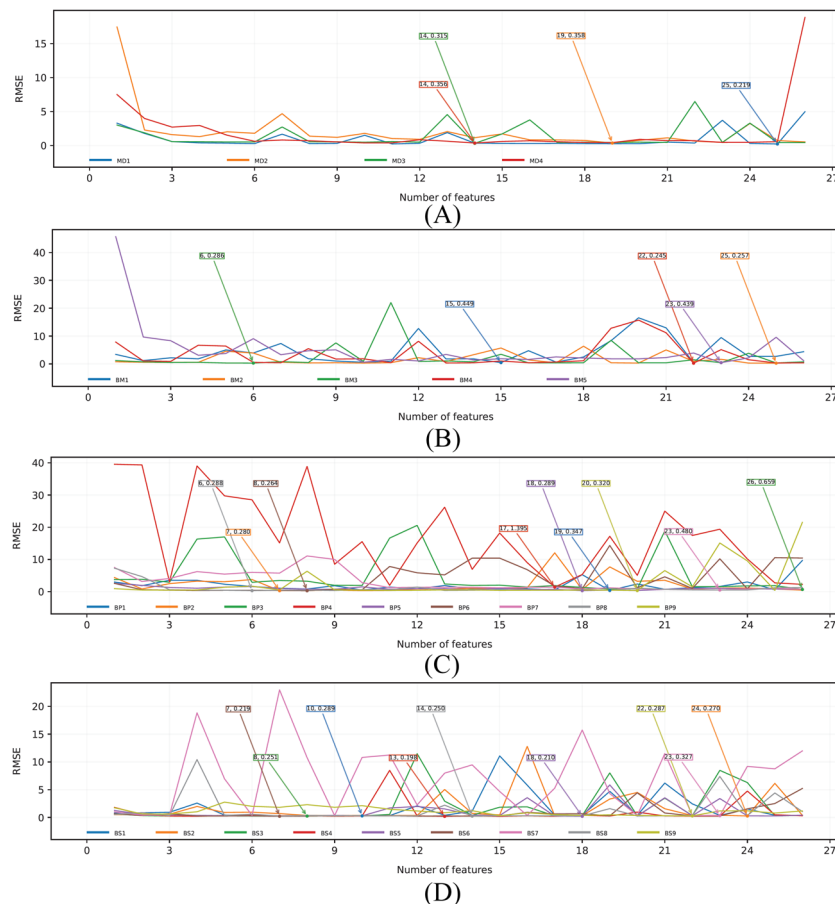 15
10
5
0
RMSE
14, 0.315
19, 0.358
14, 0.356
25, 0.219
MD1 MD2 MD3 MD4
0 3 6 9 12 15 18 21 24 27
Number of features
(A)
40
30
20
10
0
RMSE
6, 0.286
22, 0.245
25, 0.257
15, 0.449
23, 0.439
BM1 BM2 BM3 BM4 BM5
0 3 6 9 12 15 18 21 24 27
Number of features
(B)
40
30
20
10
0
RMSE
6, 0.288
8, 0.264
18, 0.289
20, 0.320
26, 0.659
7, 0.280
17, 1.395
19, 0.347
23, 0.480
BP1 BP2 BP3 BP4 BP5 BP6 BP7 BP8 BP9
0 3 6 9 12 15 18 21 24 27
Number of features
(C)
20
15
10
5
0
RMSE
7, 0.219
10, 0.289
14, 0.250
22, 0.287
24, 0.270
8, 0.251
13, 0.198
18, 0.210
23, 0.327
BS1 BS2 BS3 BS4 BS5 BS6 BS7 BS8 BS9
0 3 6 9 12 15 18 21 24 27
Number of features
(D)